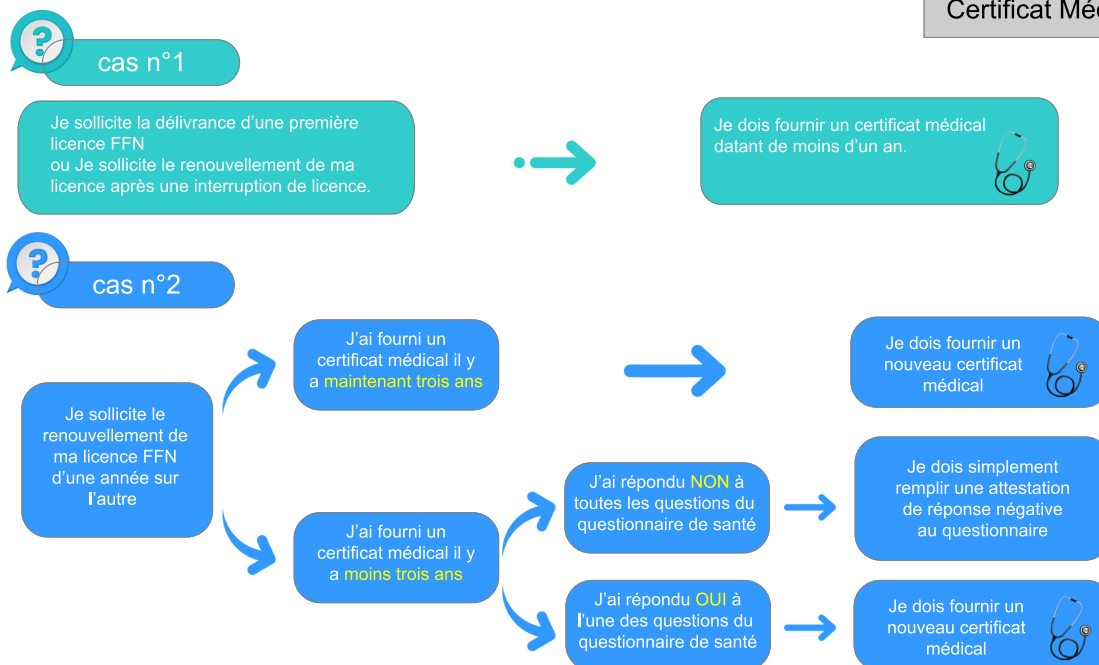 Certificat Mé
cas n°1
Je sollicite la délivrance d'une première
licence FFN
ou Je sollicite le renouvellement de ma
licence après une interruption de licence.
Je dois fournir un certificat médical
datant de moins d'un an.
cas n°2
Je sollicite le
renouvellement de
ma licence FFN
d'une année sur
l'autre
J'ai fourni un
certificat médical il y
a maintenant trois ans
Je dois fournir un
nouveau certificat
médical
J'ai fourni un
certificat médical il y
a moins trois ans
J'ai répondu NON à
toutes les questions du
questionnaire de santé
Je dois simplement
remplir une attestation
de réponse négative
au questionnaire
J'ai répondu OUI à
l'une des questions du
questionnaire de santé
Je dois fournir un
nouveau certificat
médical